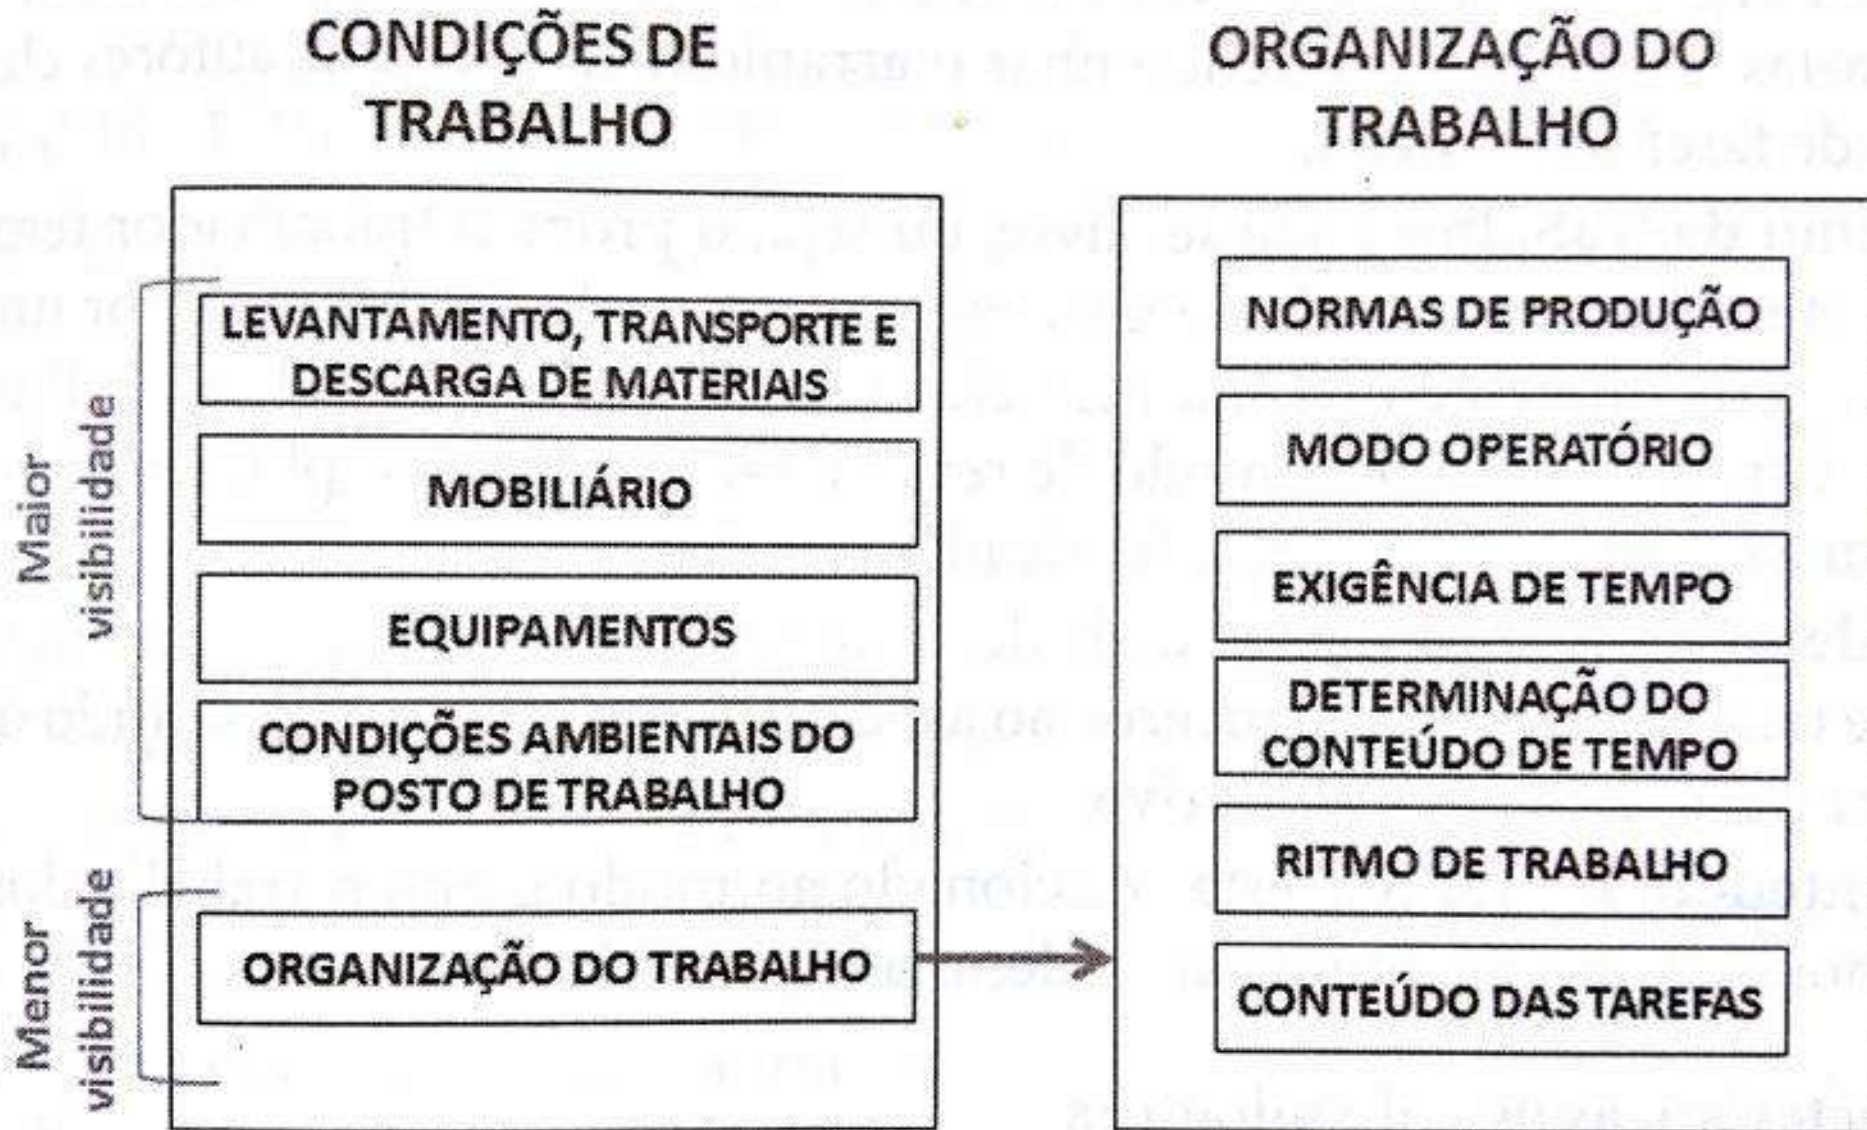 CONDIÇÕES DE
TRABALHO
Maior
visibilidade
LEVANTAMENTO, TRANSPORTE E
DESCARGA DE MATERIAIS
MOBILIÁRIO
EQUIPAMENTOS
CONDIÇÕES AMBIENTAIS DO
POSTO DE TRABALHO
Menor
visibilidade
ORGANIZAÇÃO DO TRABALHO
ORGANIZAÇÃO DO
TRABALHO
NORMAS DE PRODUÇÃO
MODO OPERATÓRIO
EXIGÊNCIA DE TEMPO
DETERMINAÇÃO DO
CONTEÚDO DE TEMPO
RITMO DE TRABALHO
CONTEÚDO DAS TAREFAS